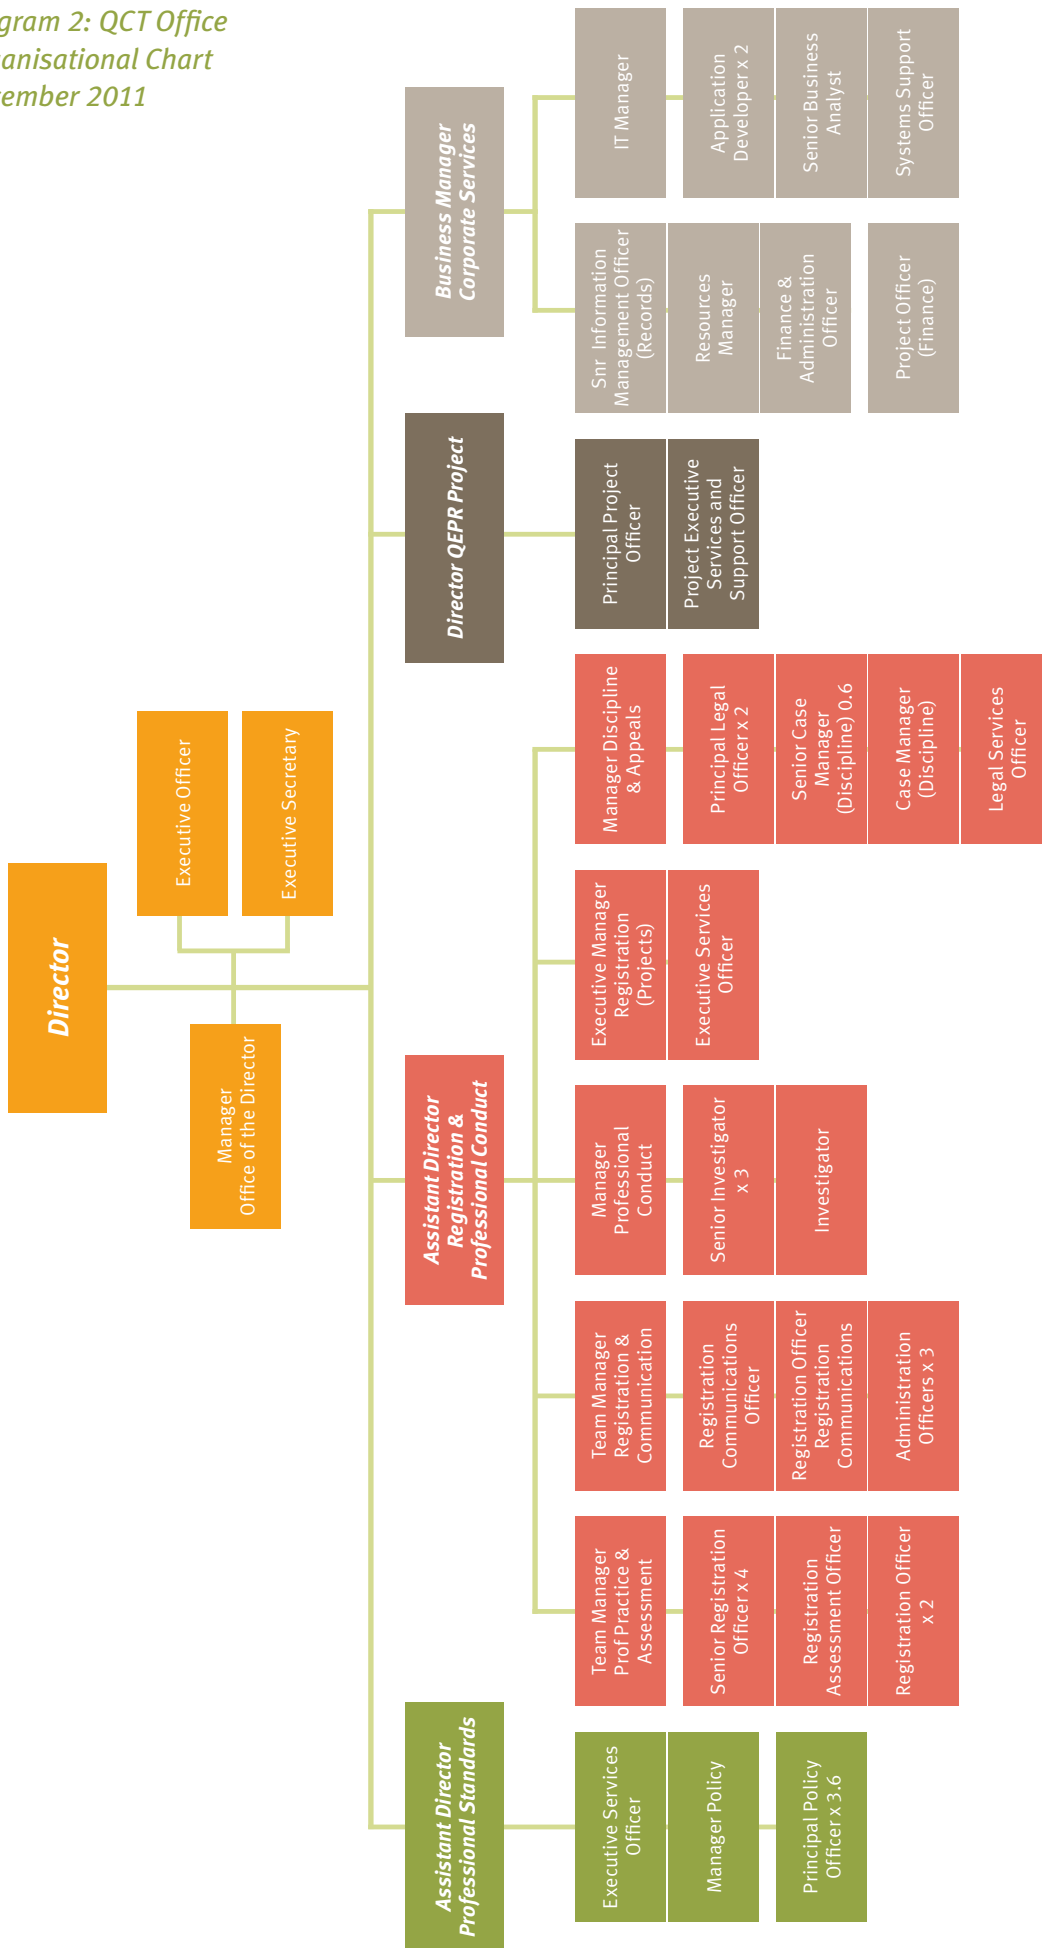 gram 2: QCT Office
anisational Chart
ember 2011
Director
Manager
Office of the Director
Executive Officer
Executive Secretary
Assistant Director
Professional Standards
Executive Services
Officer
Manager Policy
Principal Policy
Officer x 3.6
Assistant Director
Registration &
Professional Conduct
Team Manager
Prof Practice &
Assessment
Senior Registration
Officer x 4
Registration
Assessment Officer
Registration Officer
x 2
Team Manager
Registration &
Communication
Registration
Communications
Officer
Registration Officer
Registration
Communications
Administration
Officers x 3
Manager
Professional
Conduct
Senior Investigator
x 3
Investigator
Executive Manager
Registration
(Projects)
Executive Services
Officer
Manager Discipline
& Appeals
Principal Legal
Officer x 2
Senior Case
Manager
(Discipline) 0.6
Case Manager
(Discipline)
Legal Services
Officer
Director QEPR Project
Principal Project
Officer
Project Executive
Services and
Support Officer
Business Manager
Corporate Services
Snr Information
Management Officer
(Records)
Resources
Manager
Finance &
Administration
Officer
Project Officer
(Finance)
IT Manager
Application
Developer x 2
Senior Business
Analyst
Systems Support
Officer